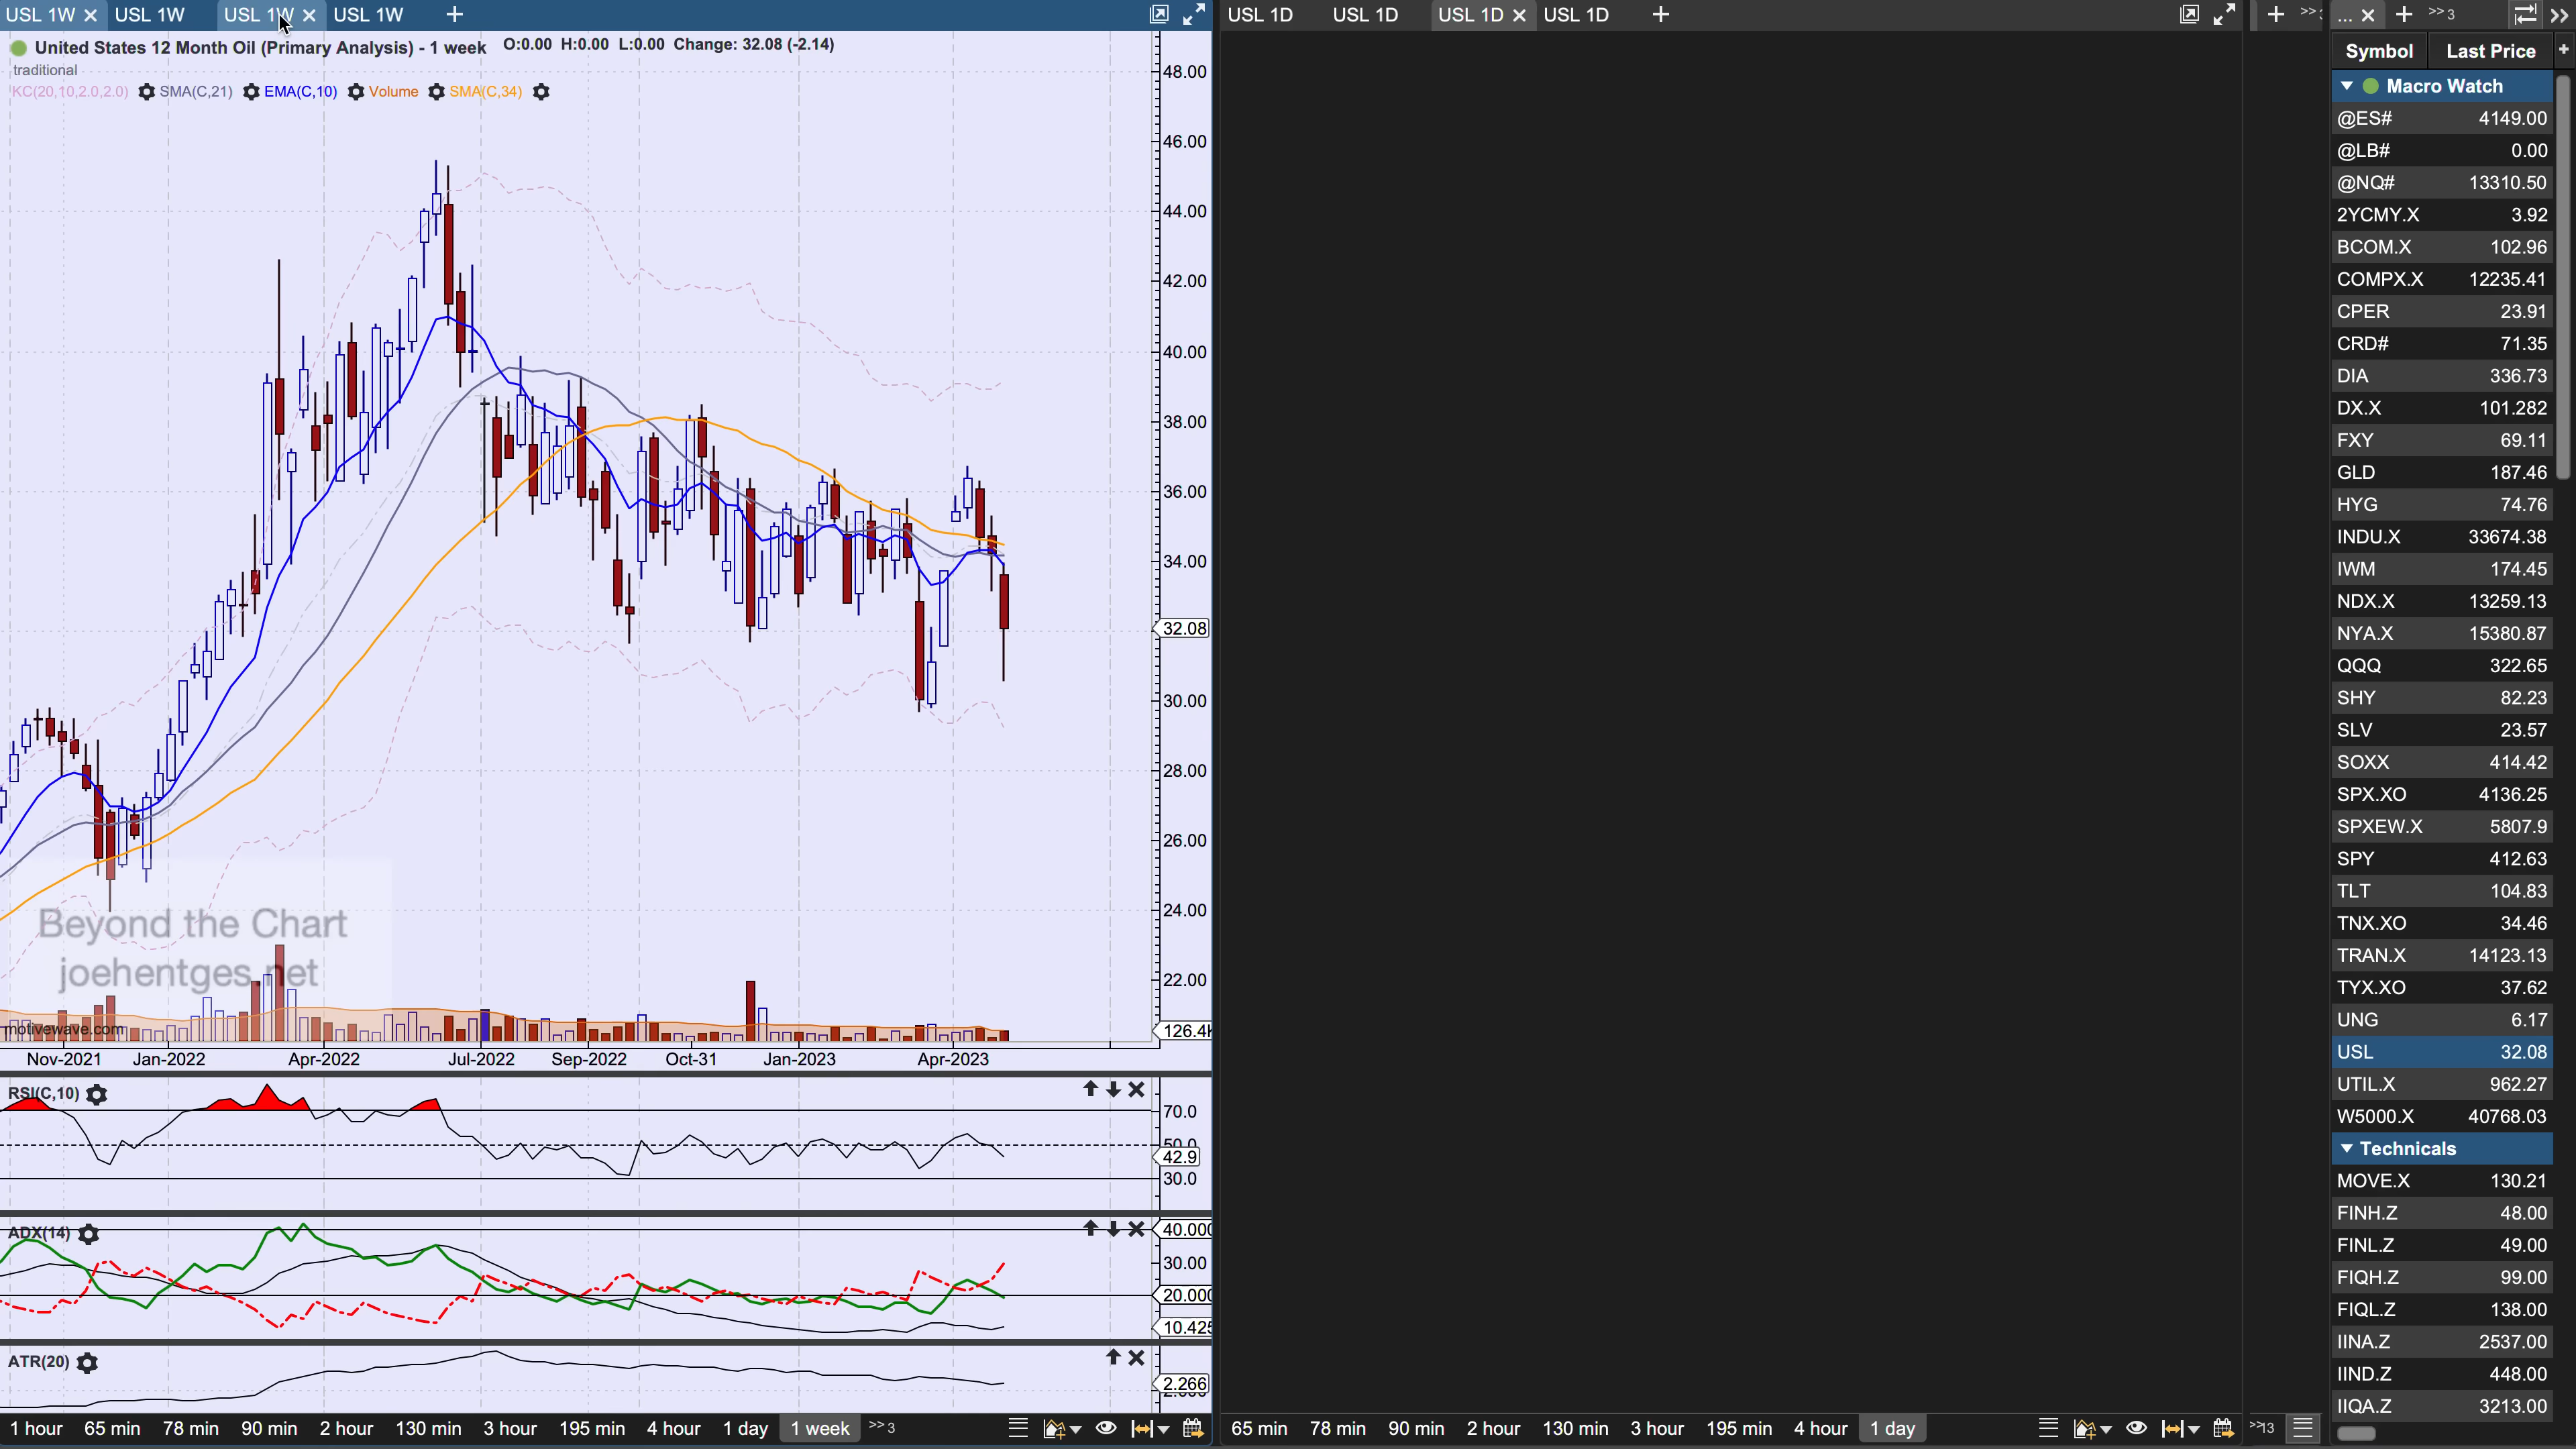 USL 1W USL 1W USL 1W USL 1W
United States 12 Month Oil (Primary Analysis) - 1 week O:0.00 H:0.00 L:0.00 Change: 32.08 (-2.14)
traditional
KC(20,10,2.0,2.0) SMA(C,21) EMA(C,10) Volume SMA(C,34)
48.00
46.00
44.00
42.00
40.00
38.00
36.00
34.00
32.08
30.00
28.00
26.00
24.00
22.00
126.4
Beyond the Chart
joehentges.net
motivewave.com
Nov-2021 Jan-2022 Apr-2022 Jul-2022 Sep-2022 Oct-31 Jan-2023 Apr-2023
RSI(C,10)
70.0
50.0
42.9
30.0
ADX(14)
40.000
30.00
20.000
10.425
ATR(20)
2.266
1 hour 65 min 78 min 90 min 2 hour 130 min 3 hour 195 min 4 hour 1 day 1 week >>3
USL 1D USL 1D USL 1D USL 1D
65 min 78 min 90 min 2 hour 130 min 3 hour 195 min 4 hour 1 day >>13
... >>3
Symbol Last Price
Macro Watch
@ES# 4149.00
@LB# 0.00
@NQ# 13310.50
2YCMY.X 3.92
BCOM.X 102.96
COMPX.X 12235.41
CPER 23.91
CRD# 71.35
DIA 336.73
DX.X 101.282
FXY 69.11
GLD 187.46
HYG 74.76
INDU.X 33674.38
IWM 174.45
NDX.X 13259.13
NYA.X 15380.87
QQQ 322.65
SHY 82.23
SLV 23.57
SOXX 414.42
SPX.XO 4136.25
SPXEW.X 5807.9
SPY 412.63
TLT 104.83
TNX.XO 34.46
TRAN.X 14123.13
TYX.XO 37.62
UNG 6.17
USL 32.08
UTIL.X 962.27
W5000.X 40768.03
Technicals
MOVE.X 130.21
FINH.Z 48.00
FINL.Z 49.00
FIQH.Z 99.00
FIQL.Z 138.00
IINA.Z 2537.00
IIND.Z 448.00
IIQA.Z 3213.00